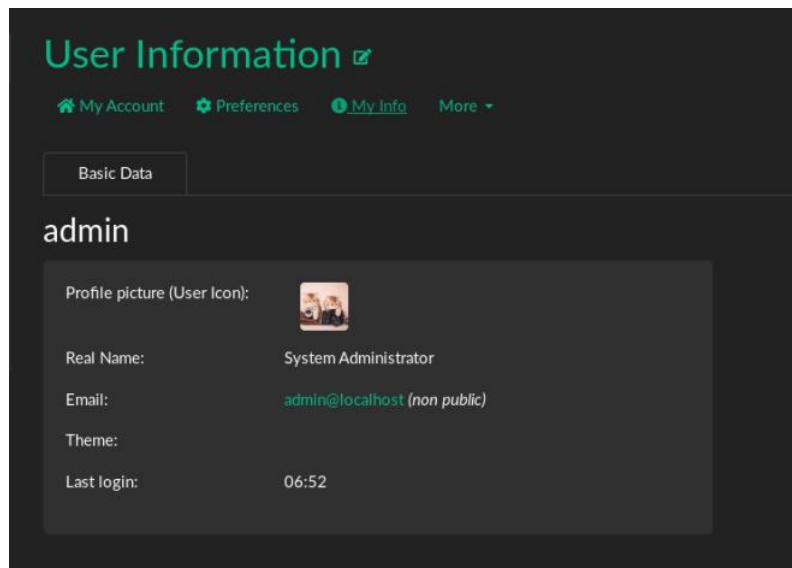 User Information
My Account Preferences My Info More
Basic Data
admin
Profile picture (User Icon):
Real Name: System Administrator
Email: admin@localhost (non public)
Theme:
Last login: 06:52